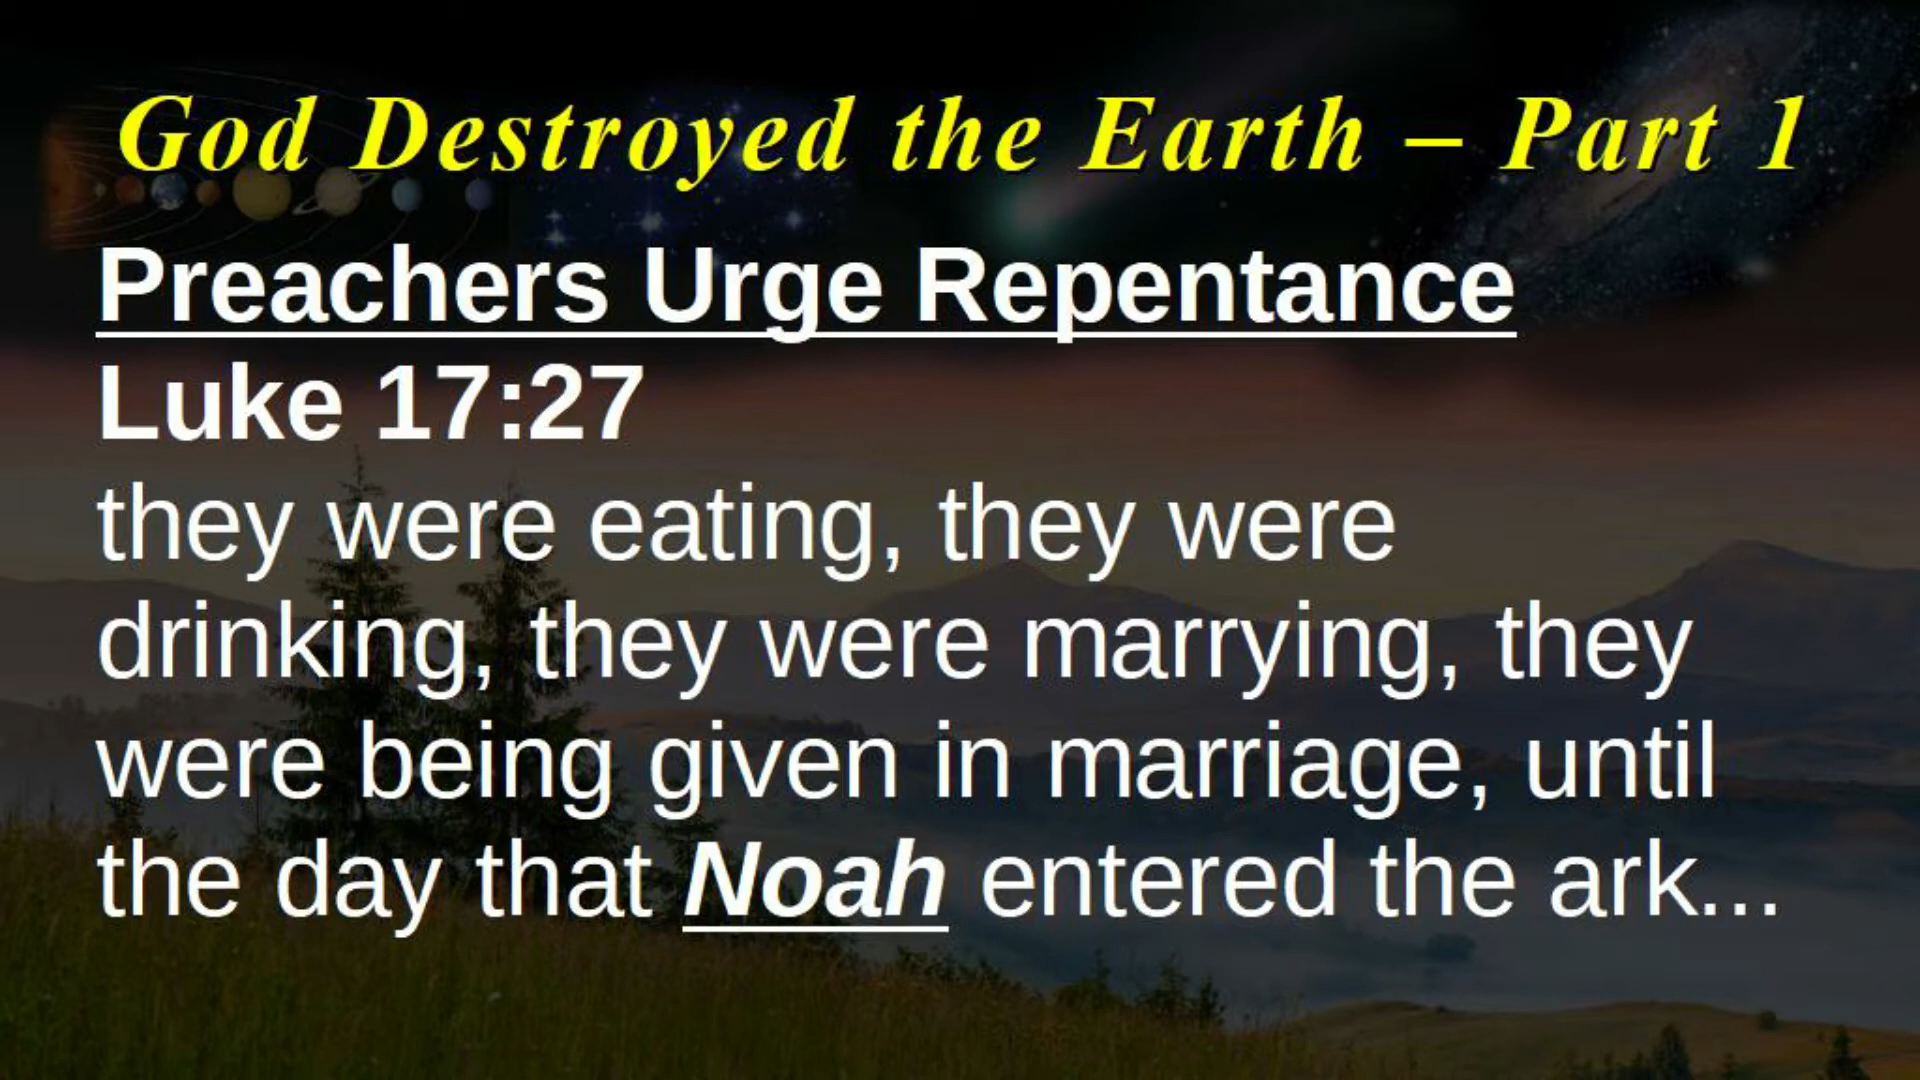 God Destroyed the Earth – Part 1
Preachers Urge Repentance
Luke 17:27
they were eating, they were
drinking, they were marrying, they
were being given in marriage, until
the day that Noah entered the ark...